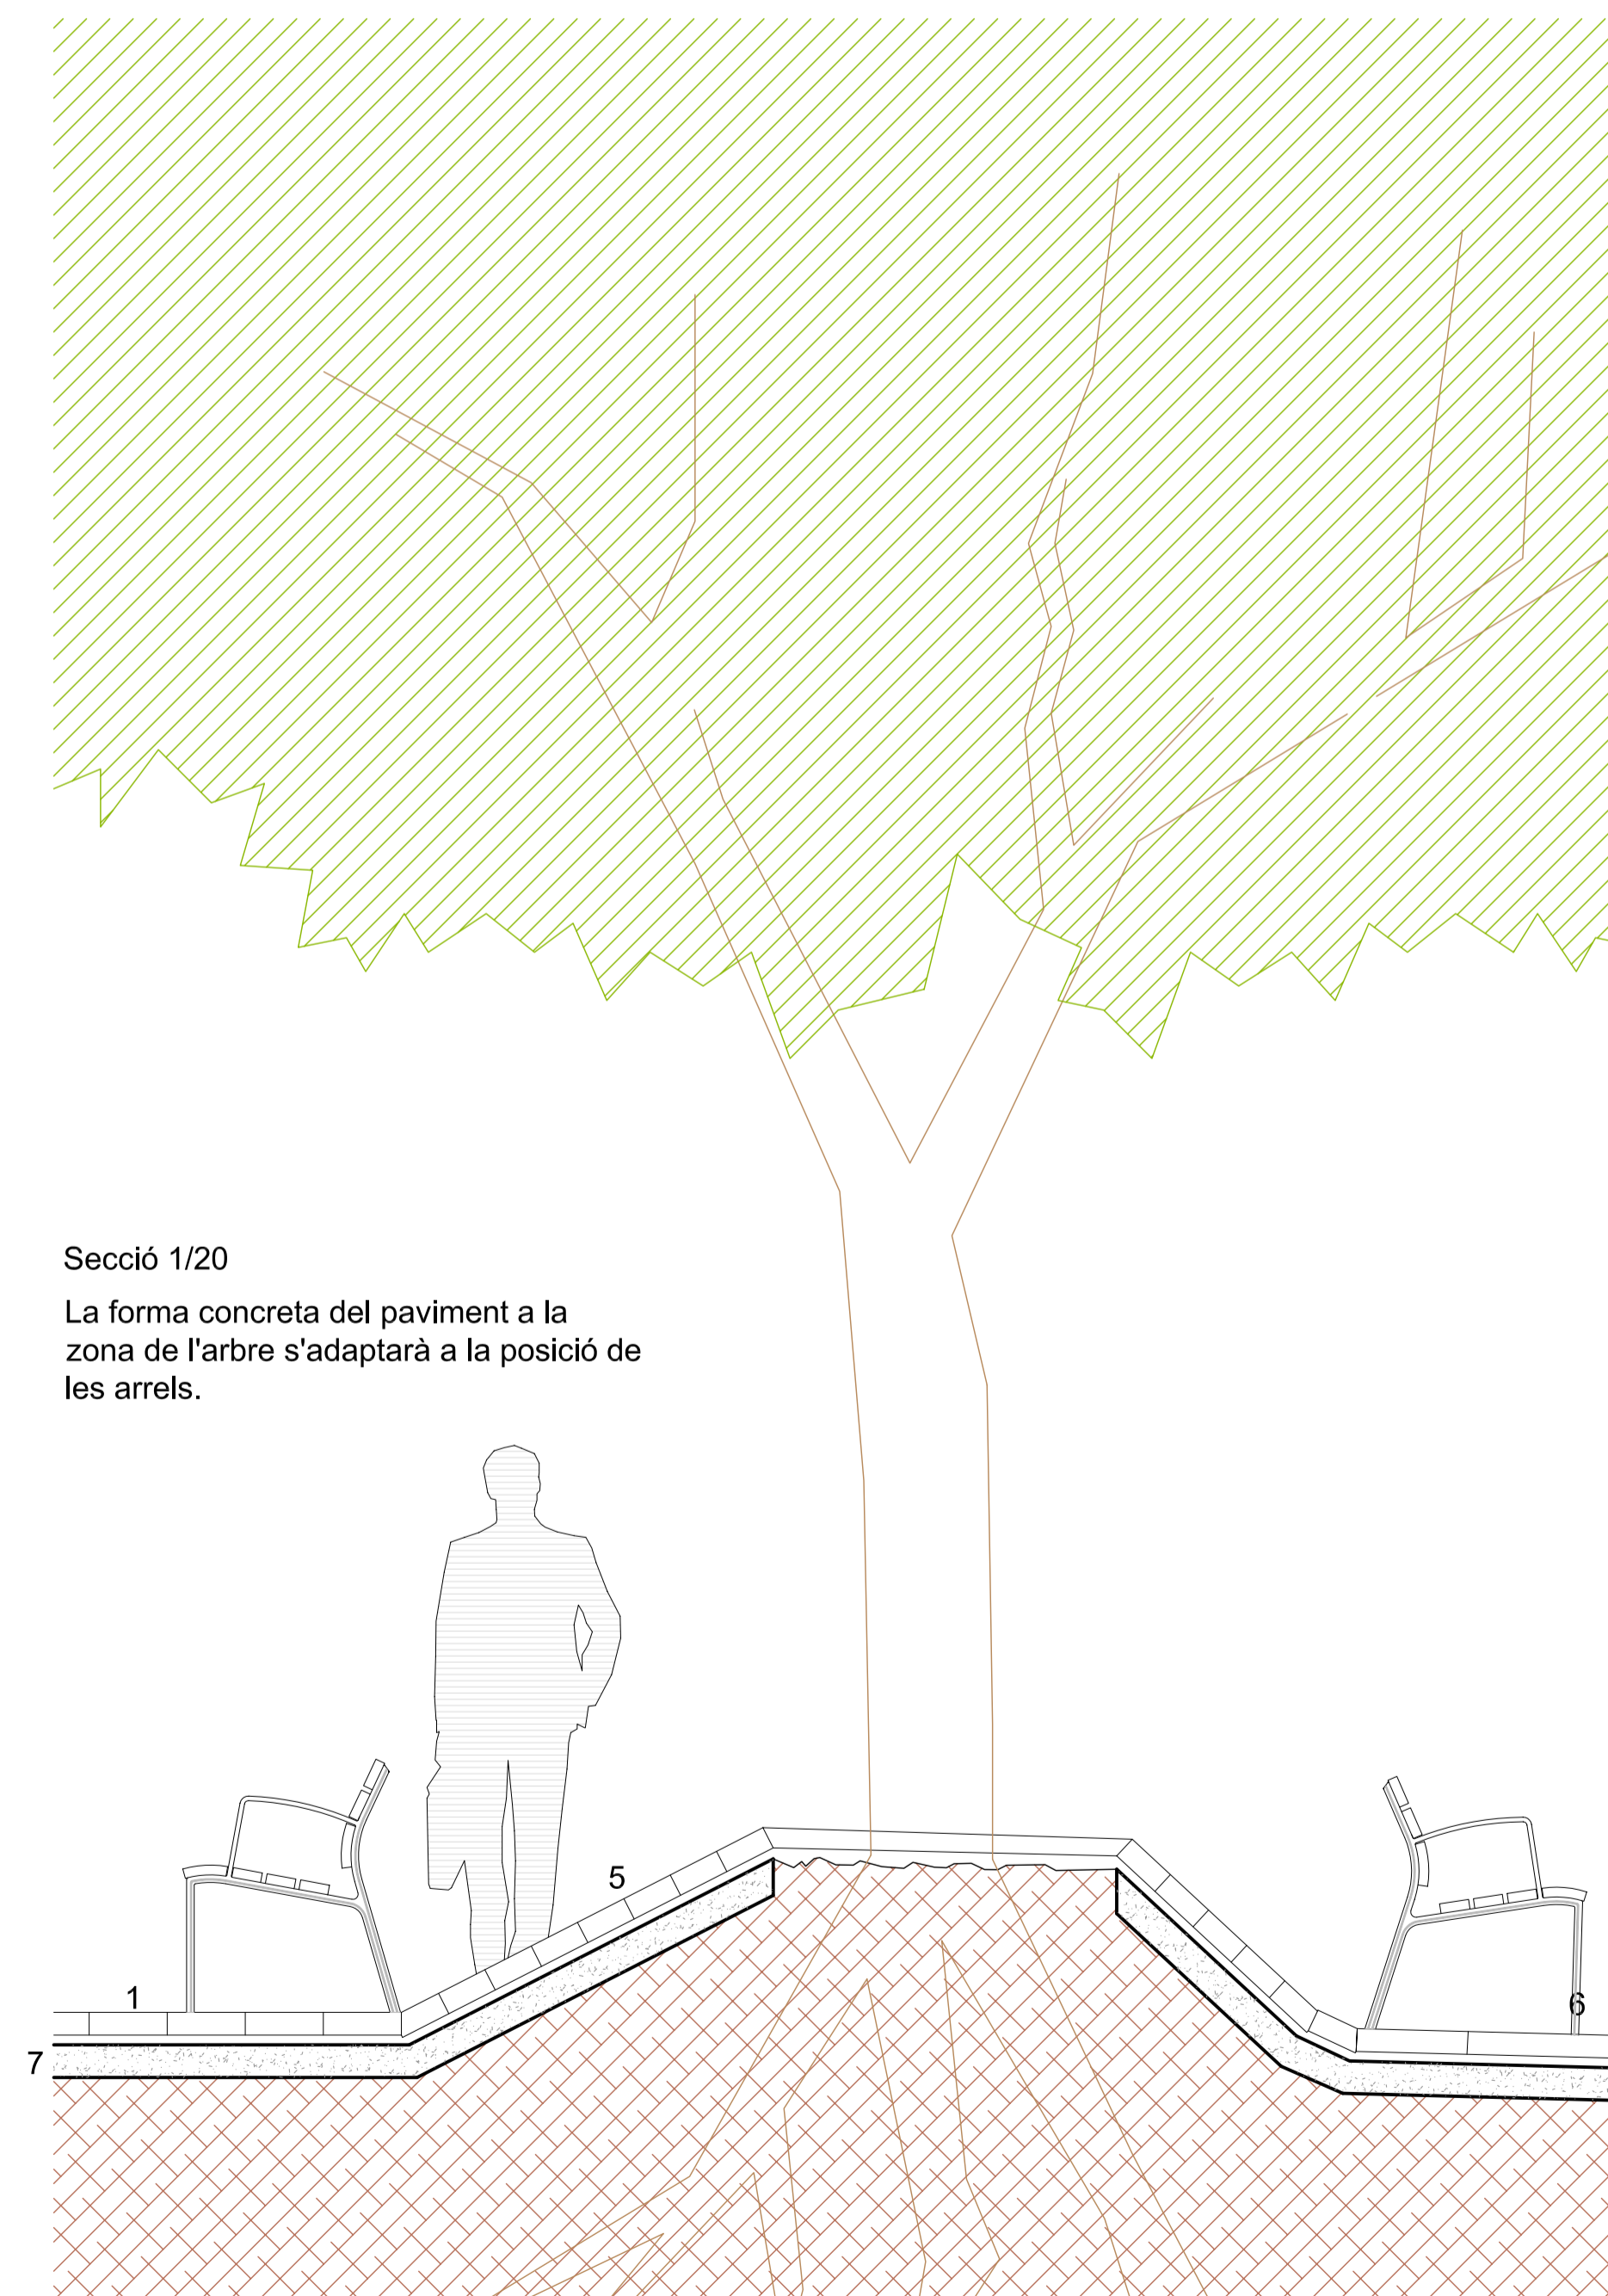 Secció 1/20
La forma concreta del paviment a la
zona de l'arbre s'adaptarà a la posició de
les arrels.
5
1
6
7